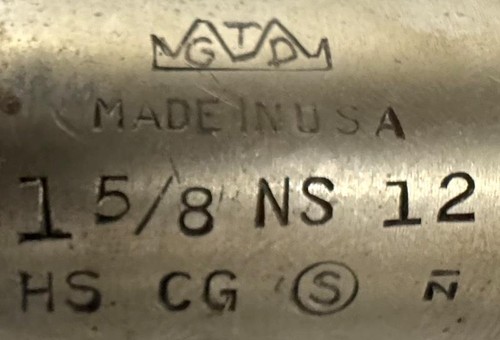 GTD
MADE IN USA
1 5/8 NS 12
HS CG Ⓢ N̄